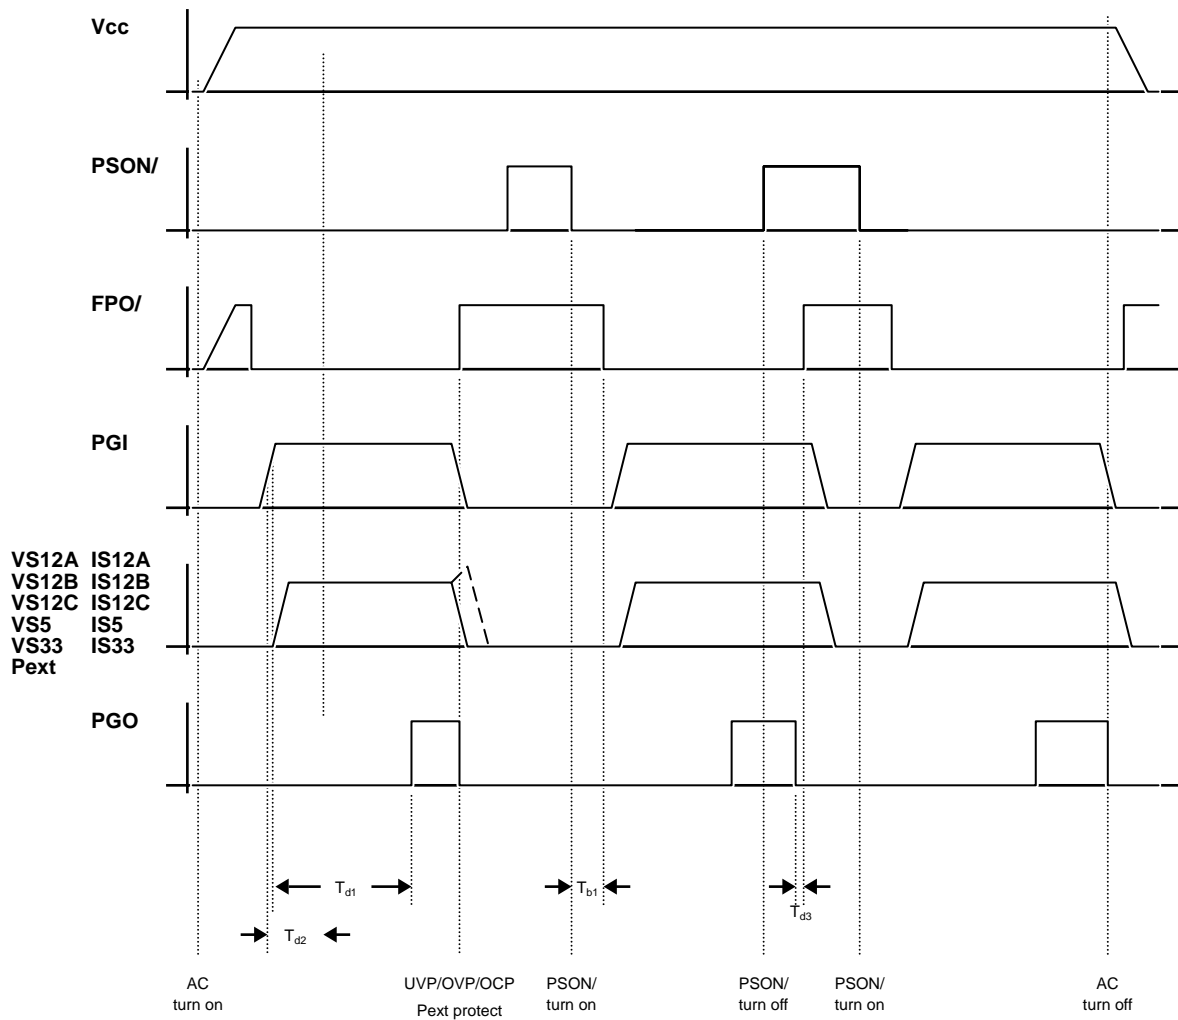 Vcc
PSON/
FPO/
PGI
VS12A IS12A
VS12B IS12B
VS12C IS12C
VS5 IS5
VS33 IS33
Pext
PGO
Td1
Tb1
Td3
Td2
AC
turn on
UVP/OVP/OCP
Pext protect
PSON/
turn on
PSON/
turn off
PSON/
turn on
AC
turn off